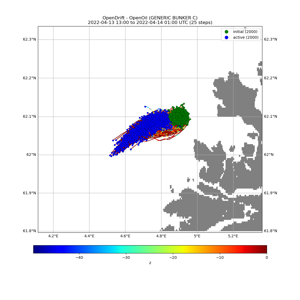 OpenDrift - OpenOil (GENERIC BUNKER C)
2022-04-13 13:00 to 2022-04-14 01:00 UTC (25 steps)
initial (2000)
active (2000)
62.3°N
62.3°N
62.2°N
62.2°N
62.1°N
62.1°N
62°N
62°N
61.9°N
61.9°N
61.8°N
61.8°N
4.2°E
4.4°E
4.6°E
4.8°E
5°E
5.2°E
−40
−30
−20
−10
0
z